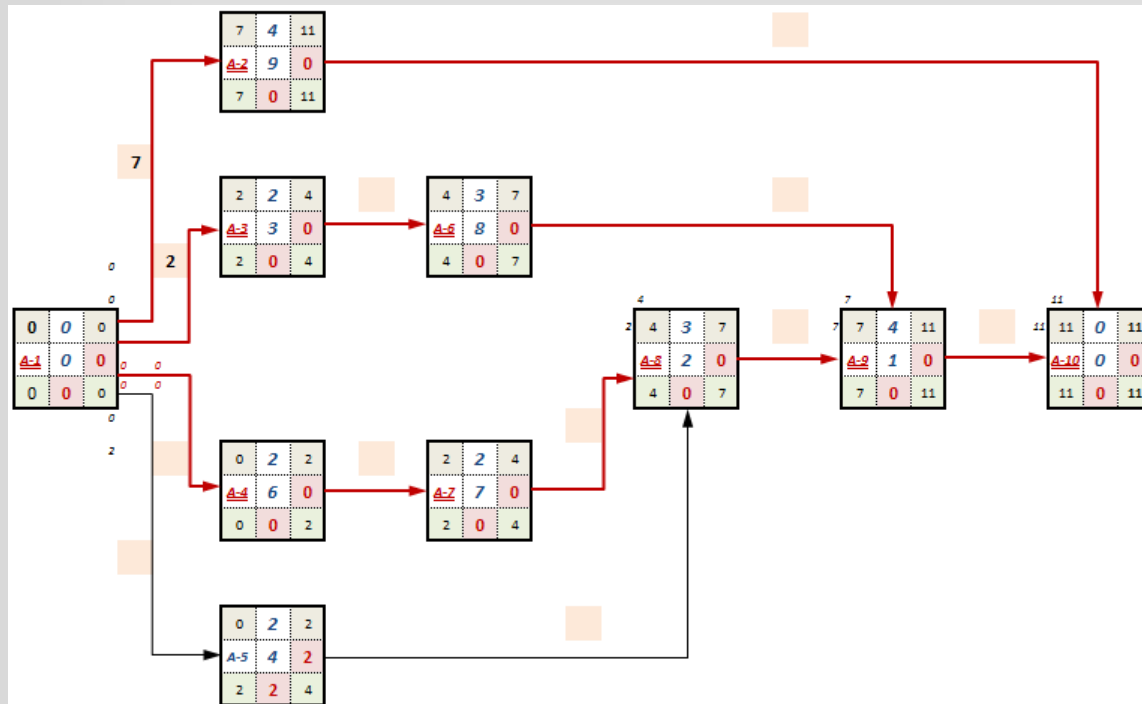 7 4 11
A-2 9 0
7 0 11
7
2 2 4
A-3 3 0
2 0 4
4 3 7
A-6 8 0
4 0 7
2
0
0
0 0 0
A-1 0 0
0 0 0
0 0
0 0
0
2
4
2
4 3 7
A-8 2 0
4 0 7
7
7
7 4 11
A-9 1 0
7 0 11
11
11
11 0 11
A-10 0 0
11 0 11
0 2 2
A-4 6 0
0 0 2
2 2 4
A-7 7 0
2 0 4
0 2 2
A-5 4 2
2 2 4